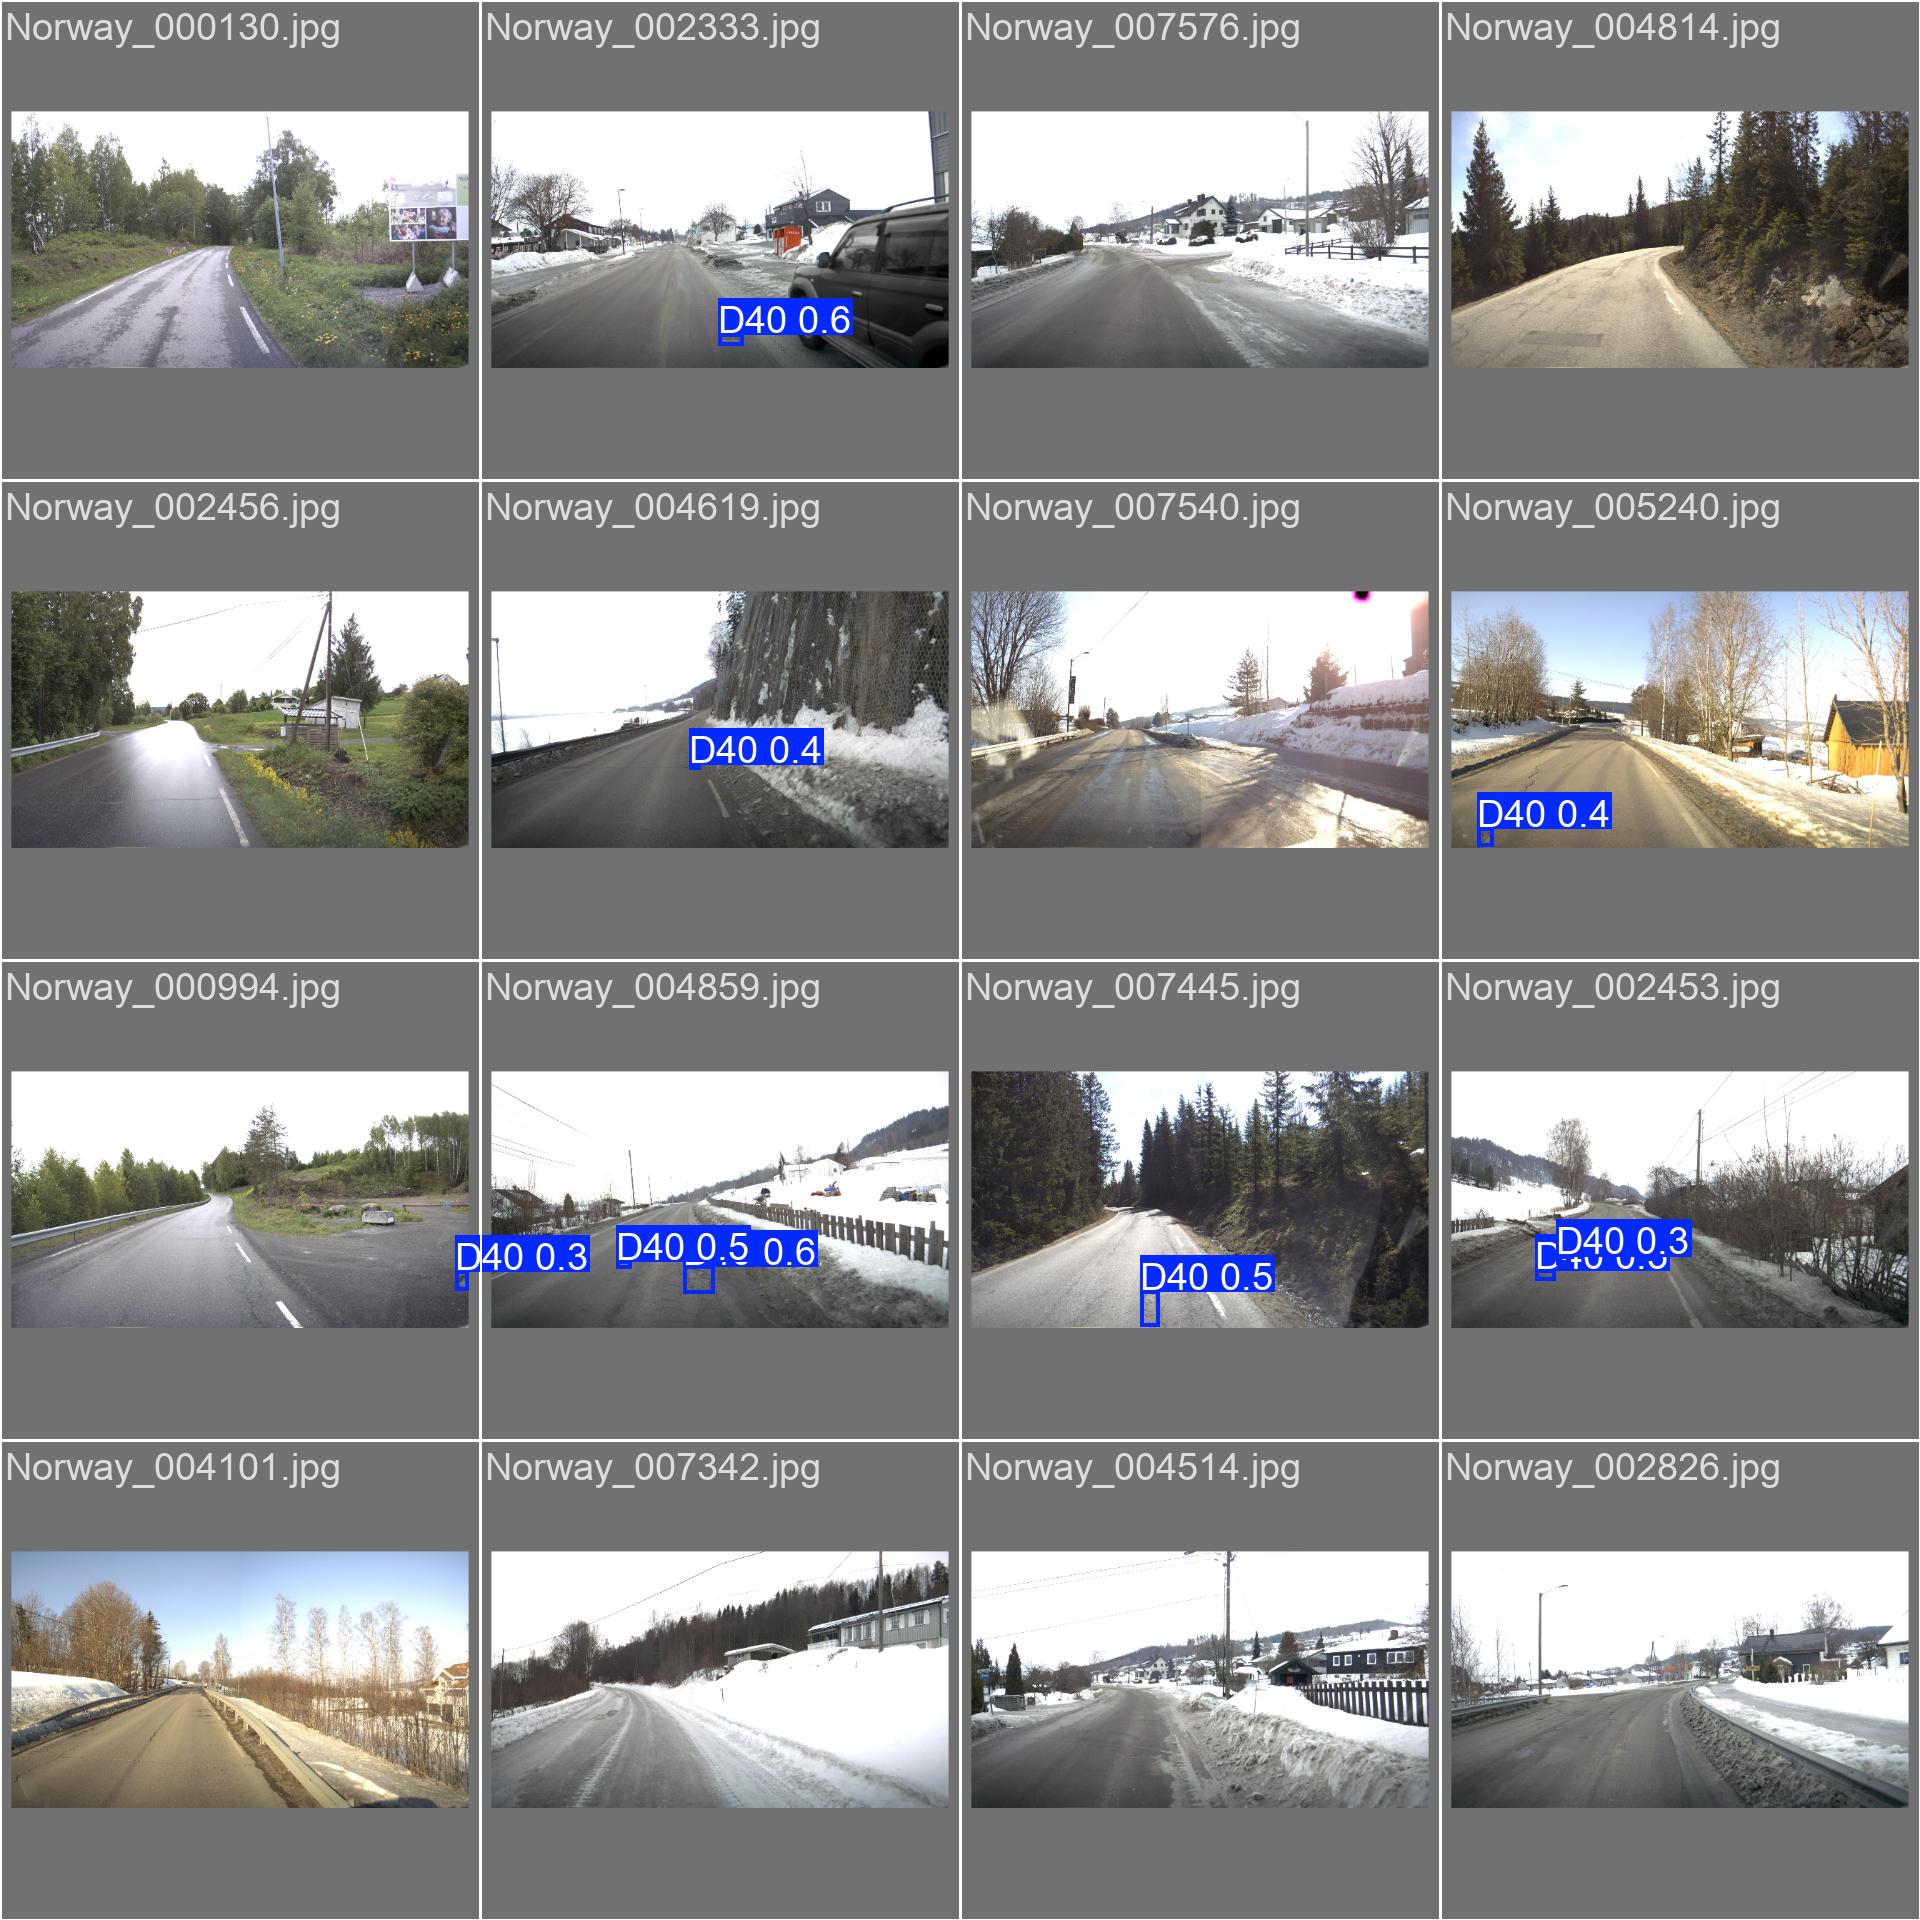 Norway_000130.jpg
Norway_002333.jpg
Norway_007576.jpg
Norway_004814.jpg
D40 0.6
Norway_002456.jpg
Norway_004619.jpg
Norway_007540.jpg
Norway_005240.jpg
D40 0.4
D40 0.4
Norway_000994.jpg
Norway_004859.jpg
Norway_007445.jpg
Norway_002453.jpg
D40 0.3
D40 0.5
0.6
D40 0.5
D40 0.3
Norway_004101.jpg
Norway_007342.jpg
Norway_004514.jpg
Norway_002826.jpg